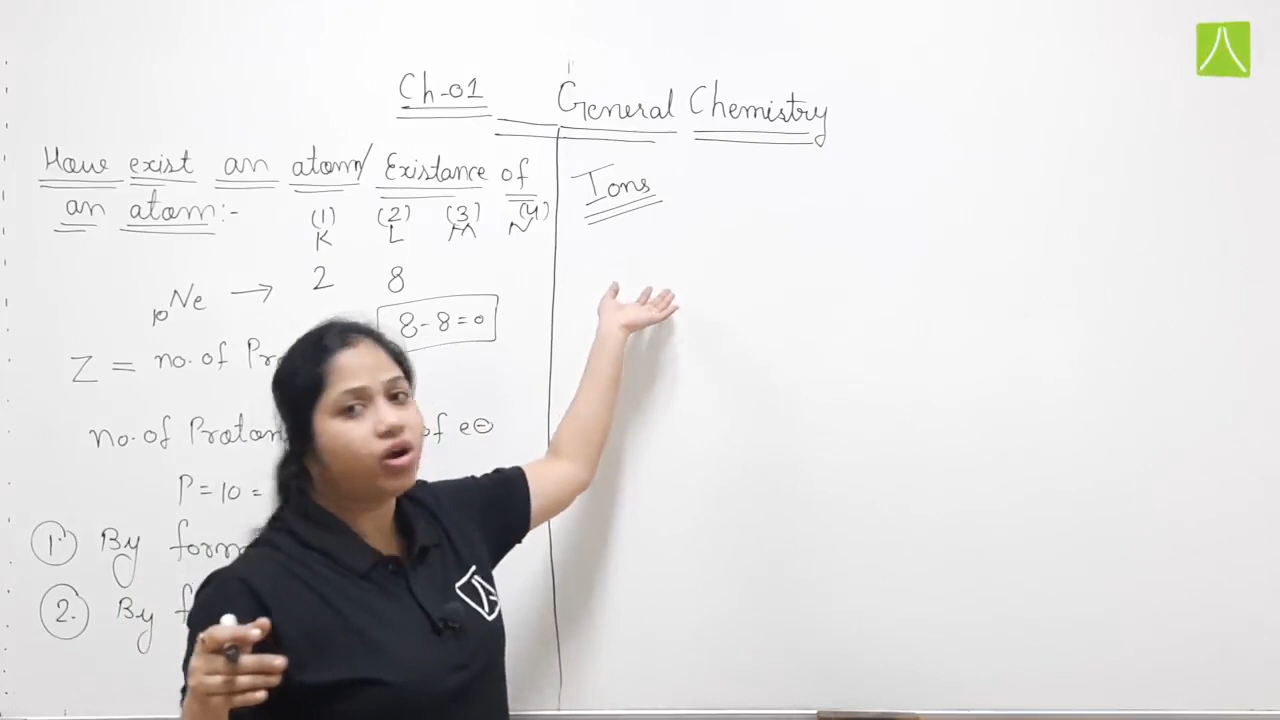 Ch-01 General Chemistry
How exist an atom/ Existance of
an atom:-
(1) (2) (3) (4)
K L M N
10Ne → 2 8
8-8=0
Z = no. of Pro
no. of Proton of e⊖
P=10=
1. By form
2. By f
Ions